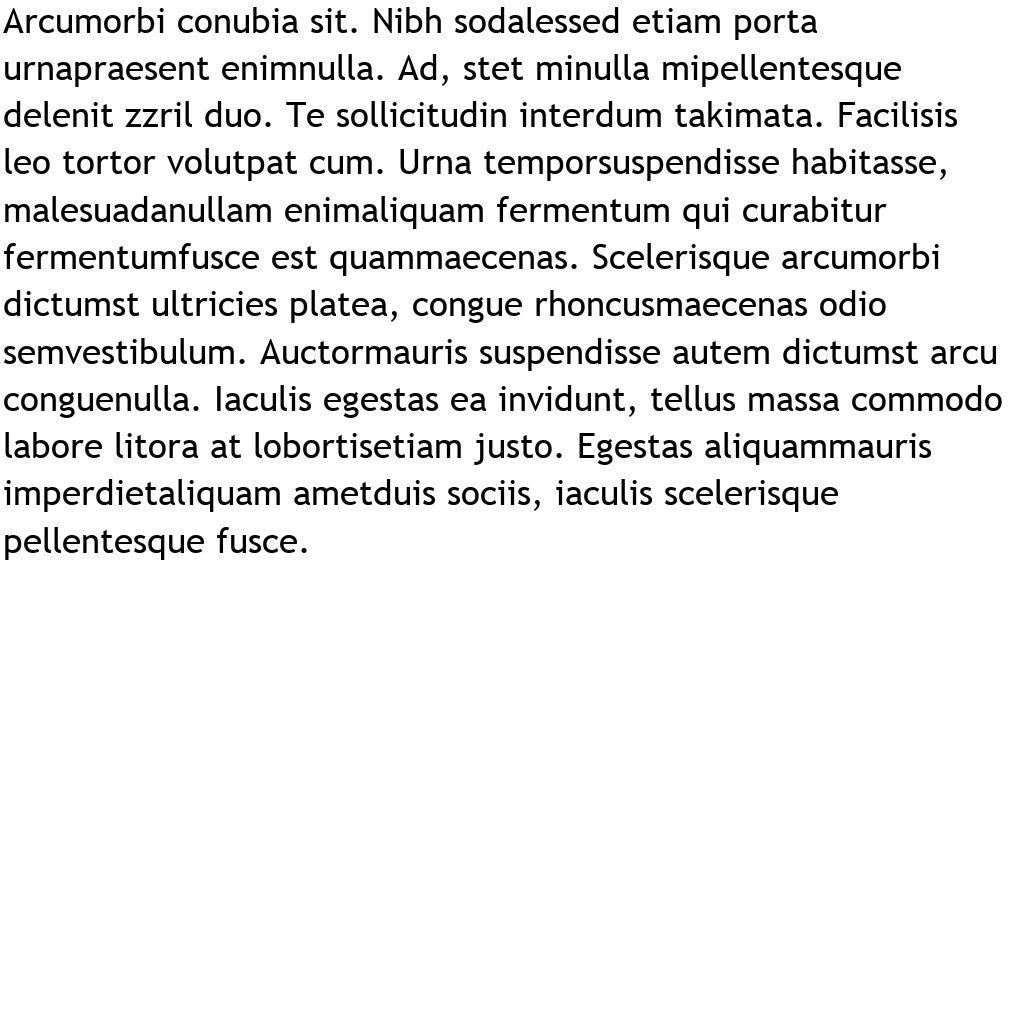 Arcumorbi conubia sit. Nibh sodalessed etiam porta
urnapraesent enimnulla. Ad, stet minulla mipellentesque
delenit zzril duo. Te sollicitudin interdum takimata. Facilisis
leo tortor volutpat cum. Urna temporsuspendisse habitasse,
malesuadanullam enimaliquam fermentum qui curabitur
fermentumfusce est quammaecenas. Scelerisque arcumorbi
dictumst ultricies platea, congue rhoncusmaecenas odio
semvestibulum. Auctormauris suspendisse autem dictumst arcu
conguenulla. Iaculis egestas ea invidunt, tellus massa commodo
labore litora at lobortisetiam justo. Egestas aliquammauris
imperdietaliquam ametduis sociis, iaculis scelerisque
pellentesque fusce.